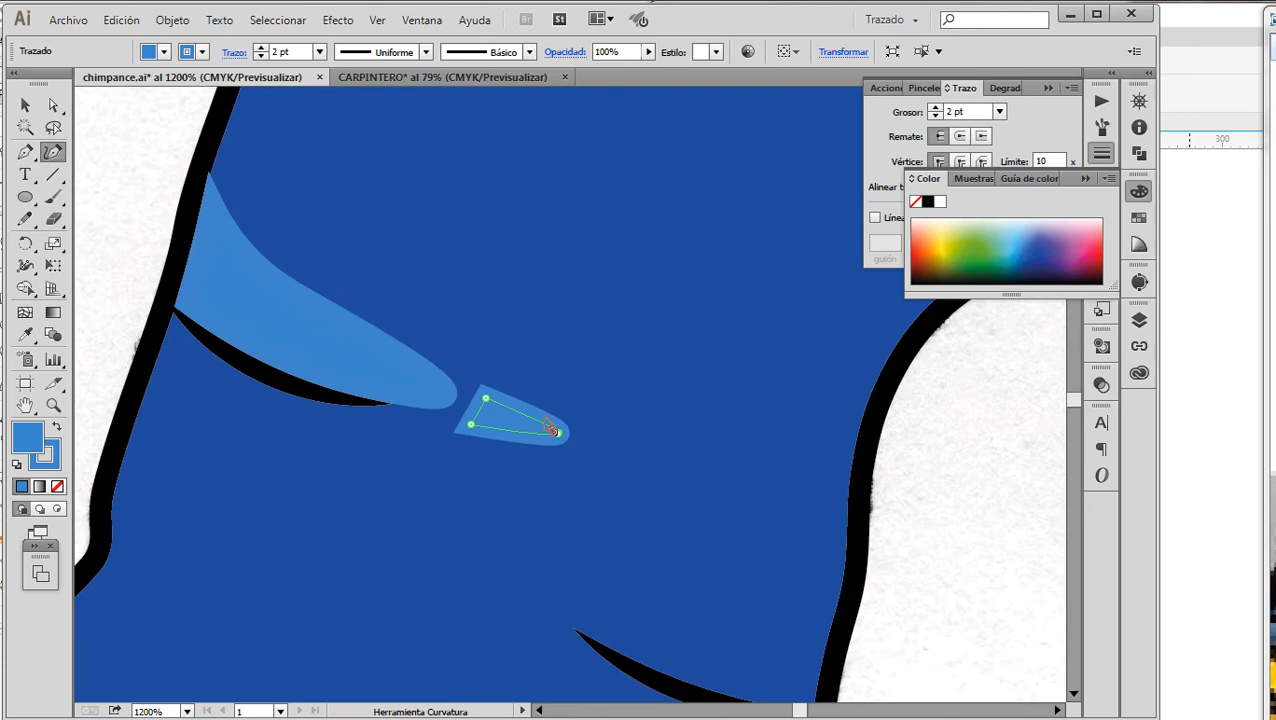 Ai Archivo Edición Objeto Texto Seleccionar Efecto Ver Ventana Ayuda Br St Trazado
Trazado Trazo: 2 pt Uniforme Básico Opacidad: 100% Estilo: Transformar
chimpance.ai* al 1200% (CMYK/Previsualizar) × CARPINTERO* al 79% (CMYK/Previsualizar) ×
Accion Pincele Trazo Degrad
Grosor: 2 pt
Remate:
300
Vértice: Límite: 10 x
Color Muestras Guía de color
Alinear t
Línea
guión
T
A
O
1200% 1 Herramienta Curvatura